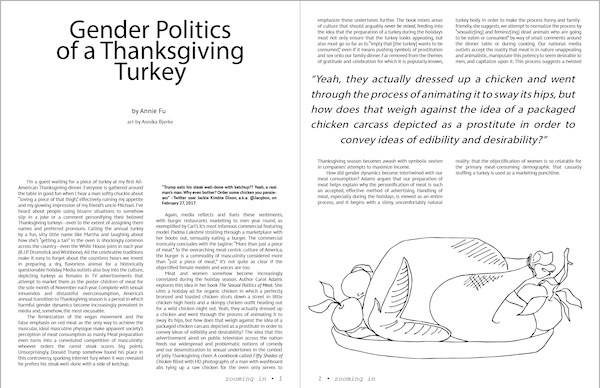 Gender Politics
of a Thanksgiving
Turkey
by Annie Fu
art by Annika Bjerke
I'm a guest waiting for a piece of turkey at my first All-
American Thanksgiving dinner. Everyone is gathered around
the table in good fun when I hear a man softly chuckle about
"loving a piece of that thigh," effectively ruining my appetite
and my glowing impression of my friend's uncle Michael. I've
heard about people using bizarre situations to somehow
slip in a joke or a comment personifying their beloved
Thanksgiving turkeys - even to the extent of assigning them
names and preferred pronouns. Calling the annual turkey
by a fun, silly little name like Martha and laughing about
how she's "getting a tan" in the oven is shockingly common
across the country - even the White House joins in each year
(R.I.P. Drumstick and Wishbone). All the celebratory traditions
make it easy to forget about the countless hours we invest
in preparing a dry, flavorless animal for a historically
questionable holiday. Media outlets also buy into the culture,
depicting turkeys as females in TV advertisements that
attempt to market them as the porker chitken of meat for
the sole month of November each year. Complete with sexual
innuendos and distasteful overconsumption, America's
annual transition to Thanksgiving season is a period in which
harmful gender dynamics become increasingly prevalent in
media and, somehow, the most excusable.
The feminization of the vegan movement and the
false emphasis on red meat as the only way to achieve the
muscular, ideal masculine physique make apparent society's
perception of meat consumption as manly. Meat preparation
even turns into a convoluted competition of masculinity:
whoever orders the rarest steak scores big points.
Unsurprisingly, Donald Trump somehow found his place in
this controversy, sparking internet fury when it was revealed
he prefers his steak well done with a side of ketchup.
"Trump eats his steak well-done with ketchup?!? Yeah, a real
man's man. Why even bother? Order some chicken you pansie-
ass" - Twitter user Jackie Kimble Dixon, a.k.a.
on February 27, 2017.
Again, media reflects and fuels these sentiments,
with burger restaurants marketing to men year round, as
exemplified by Carl's Jr.'s most infamous commercial featuring
model Padma Lakshmi strolling through a marketplace with
her boobs out, sensually eating a burger. The commercial
ironically concludes with the tagline: "More than just a piece
of meat." In the overarching meat-centric culture of America,
the burger is a commodity of masculinity considered more
than "just a piece of meat," it's not quite as clear if the
objectified female models and waiters are too.
Meat and women somehow become increasingly
correlated during the holiday season. Author Carol Adams
explores this idea in her book The Sexual Politics of Meat. She
cites a holiday ad for organic chicken in which a perfectly
bronzed and toasted chicken struts down a street in little
chicken high heels and a skimpy chicken outfit heading out
for a wild chicken night out. Yeah, they actually dressed up
a chicken and went through the process of animating it to
sway its hips, but how does that weigh against the idea of a
packaged chicken carcass depicted as a prostitute in order to
convey ideas of edibility and desirability? The idea that this
advertisement aired on public television across the nation
feeds our widespread and problematic notions of comedy
and our desensitization to sexual undertones in the context
of jolly Thanksgiving cheer. A cookbook called Fifty Shades of
Chicken filled with HD photographs of a man with washboard
abs tying up a raw chicken for the oven only serves to
zooming in • 1
emphasize these undertones further. The book mixes areas
of culture that should arguably never be mixed, feeding into
the idea that the preparation of a turkey during the holidays
must not only ensure that the turkey looks appealing, but
also must go so far as to "imply that [the turkey] wants to be
consumed," even if it means pushing symbols of prostitution
and sex onto our family dinner. Far removed from the themes
of gratitude and celebration for which it is popularly known,
turkey body. In order to make the process funny and family-
friendly, she suggests, we attempt to normalize the process by
"sexualiz[ing] and feminiz[ing] dead animals who are going
to be eaten or consumed" by way of small comments around
the dinner table or during cooking. Our national media
outlets accept the reality that meat is in nature unappealing
and animalistic, manipulate this potency to seem desirable to
men, and capitalize upon it. This process suggests a twisted
"Yeah, they actually dressed up a chicken and went
through the process of animating it to sway its hips, but
how does that weigh against the idea of a packaged
chicken carcass depicted as a prostitute in order to
convey ideas of edibility and desirability?"
Thanksgiving season becomes awash with symbolic sexism
in companies' attempts to maximize income.
How did gender dynamics become intertwined with our
meat consumption? Adams argues that our preparation of
meat helps explain why the personification of meat is such
an accepted, effective method of advertising. Handling of
meat, especially during the holidays, is viewed as an entire
process, and it begins with a slimy, uncomfortably natural
reality: that the objectification of women is so relatable for
the primary meat-consuming demographic that casually
stuffing a turkey is used as a marketing punchline.
1 • zooming in